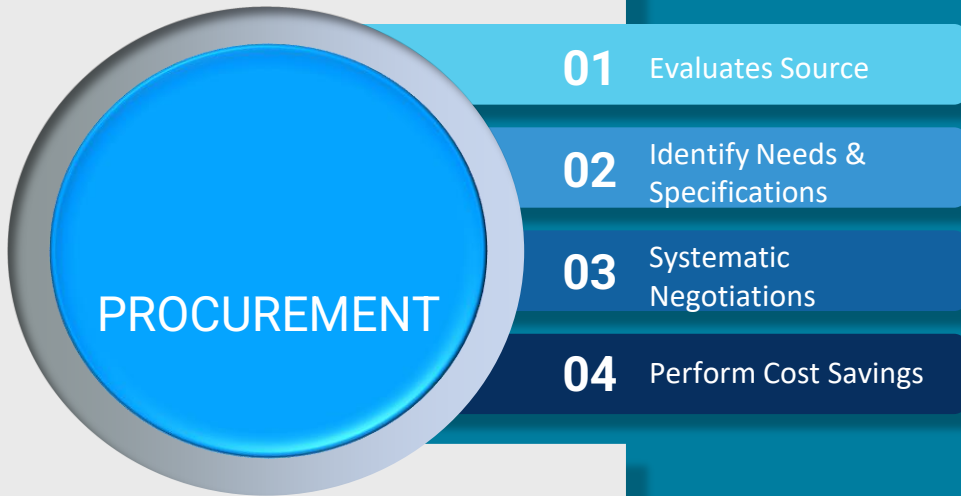 PROCUREMENT
01
Evaluates Source
02
Identify Needs &
Specifications
03
Systematic
Negotiations
04
Perform Cost Savings